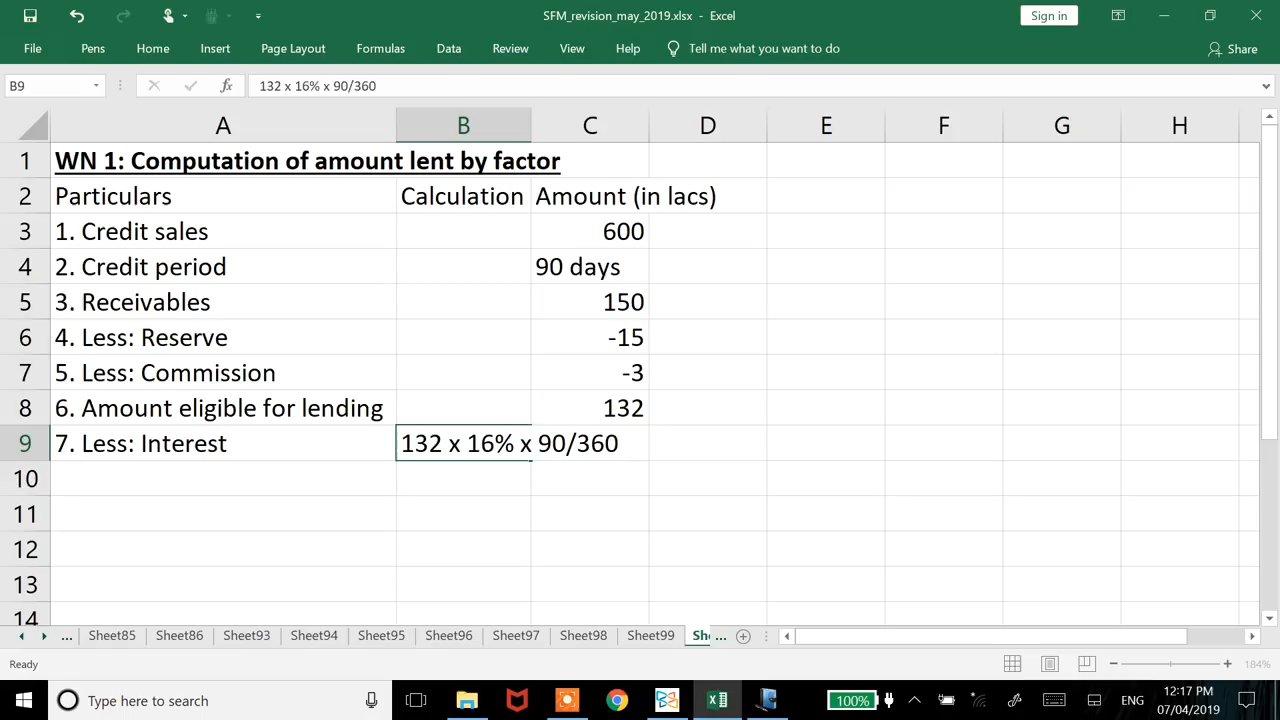 SFM_revision_may_2019.xlsx - Excel
Sign in
File Pens Home Insert Page Layout Formulas Data Review View Help Tell me what you want to do Share
B9 fx 132 x 16% x 90/360
A B C D E F G H
1 WN 1: Computation of amount lent by factor
2 Particulars Calculation Amount (in lacs)
3 1. Credit sales 600
4 2. Credit period 90 days
5 3. Receivables 150
6 4. Less: Reserve -15
7 5. Less: Commission -3
8 6. Amount eligible for lending 132
9 7. Less: Interest 132 x 16% x 90/360
10
11
12
13
14
... Sheet85 Sheet86 Sheet93 Sheet94 Sheet95 Sheet96 Sheet97 Sheet98 Sheet99 She ...
Ready 184%
Type here to search 100% ENG 12:17 PM
07/04/2019